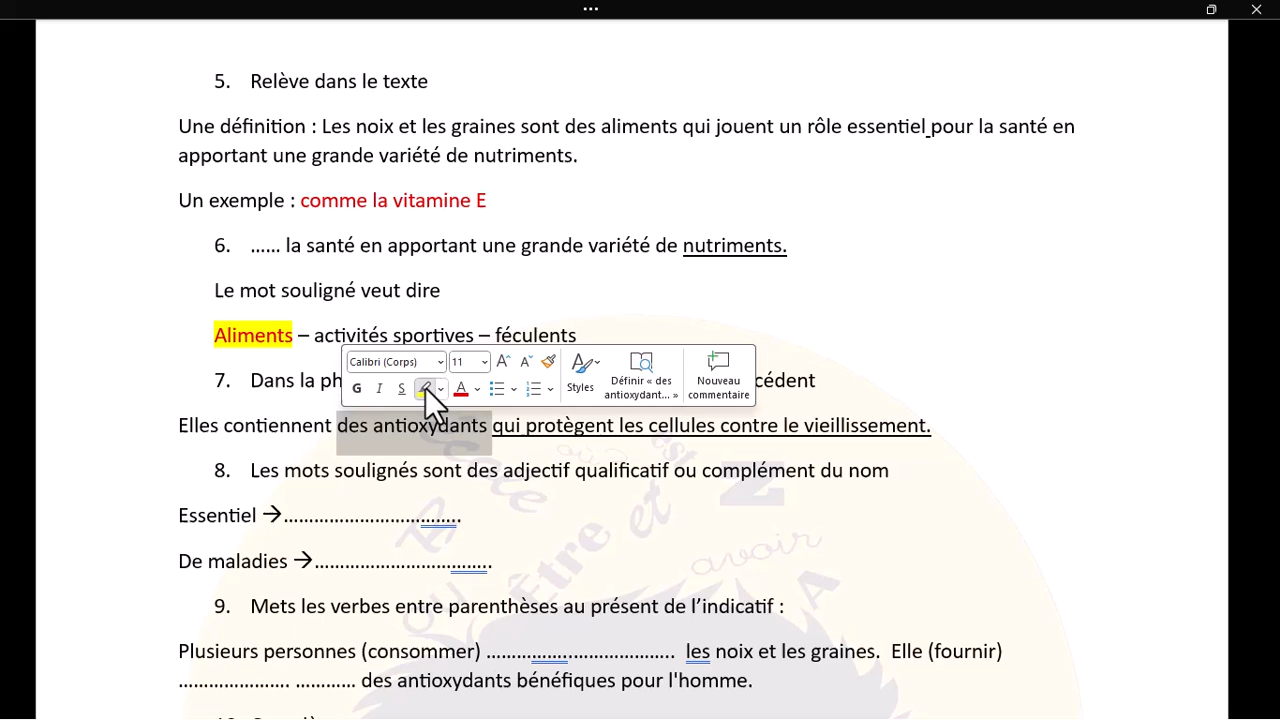 5. Relève dans le texte
Une définition : Les noix et les graines sont des aliments qui jouent un rôle essentiel pour la santé en
apportant une grande variété de nutriments.
Un exemple : comme la vitamine E
6. …… la santé en apportant une grande variété de nutriments.
Le mot souligné veut dire
Aliments – activités sportives – féculents
Calibri (Corps) 11
Styles
Définir « des antioxydant... »
Nouveau commentaire
G I S A
7. Dans la ph cédent
Elles contiennent des antioxydants qui protègent les cellules contre le vieillissement.
8. Les mots soulignés sont des adjectif qualificatif ou complément du nom
Essentiel →……………………………..
De maladies →……………………………..
9. Mets les verbes entre parenthèses au présent de l’indicatif :
Plusieurs personnes (consommer) ………………………………. les noix et les graines. Elle (fournir)
…………………. ………… des antioxydants bénéfiques pour l'homme.
où
est
et
Être
avoir
ou